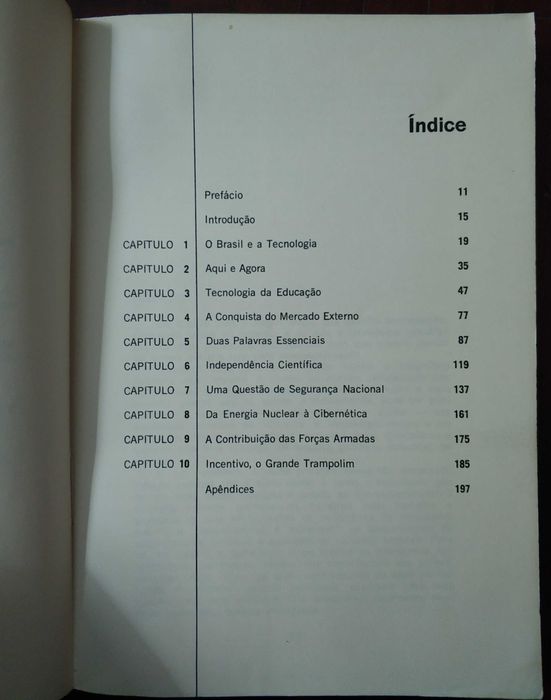 Índice
Prefácio 11
Introdução 15
CAPITULO 1 O Brasil e a Tecnologia 19
CAPITULO 2 Aqui e Agora 35
CAPITULO 3 Tecnologia da Educação 47
CAPITULO 4 A Conquista do Mercado Externo 77
CAPITULO 5 Duas Palavras Essenciais 87
CAPITULO 6 Independência Científica 119
CAPITULO 7 Uma Questão de Segurança Nacional 137
CAPITULO 8 Da Energia Nuclear à Cibernética 161
CAPITULO 9 A Contribuição das Forças Armadas 175
CAPITULO 10 Incentivo, o Grande Trampolim 185
Apêndices 197